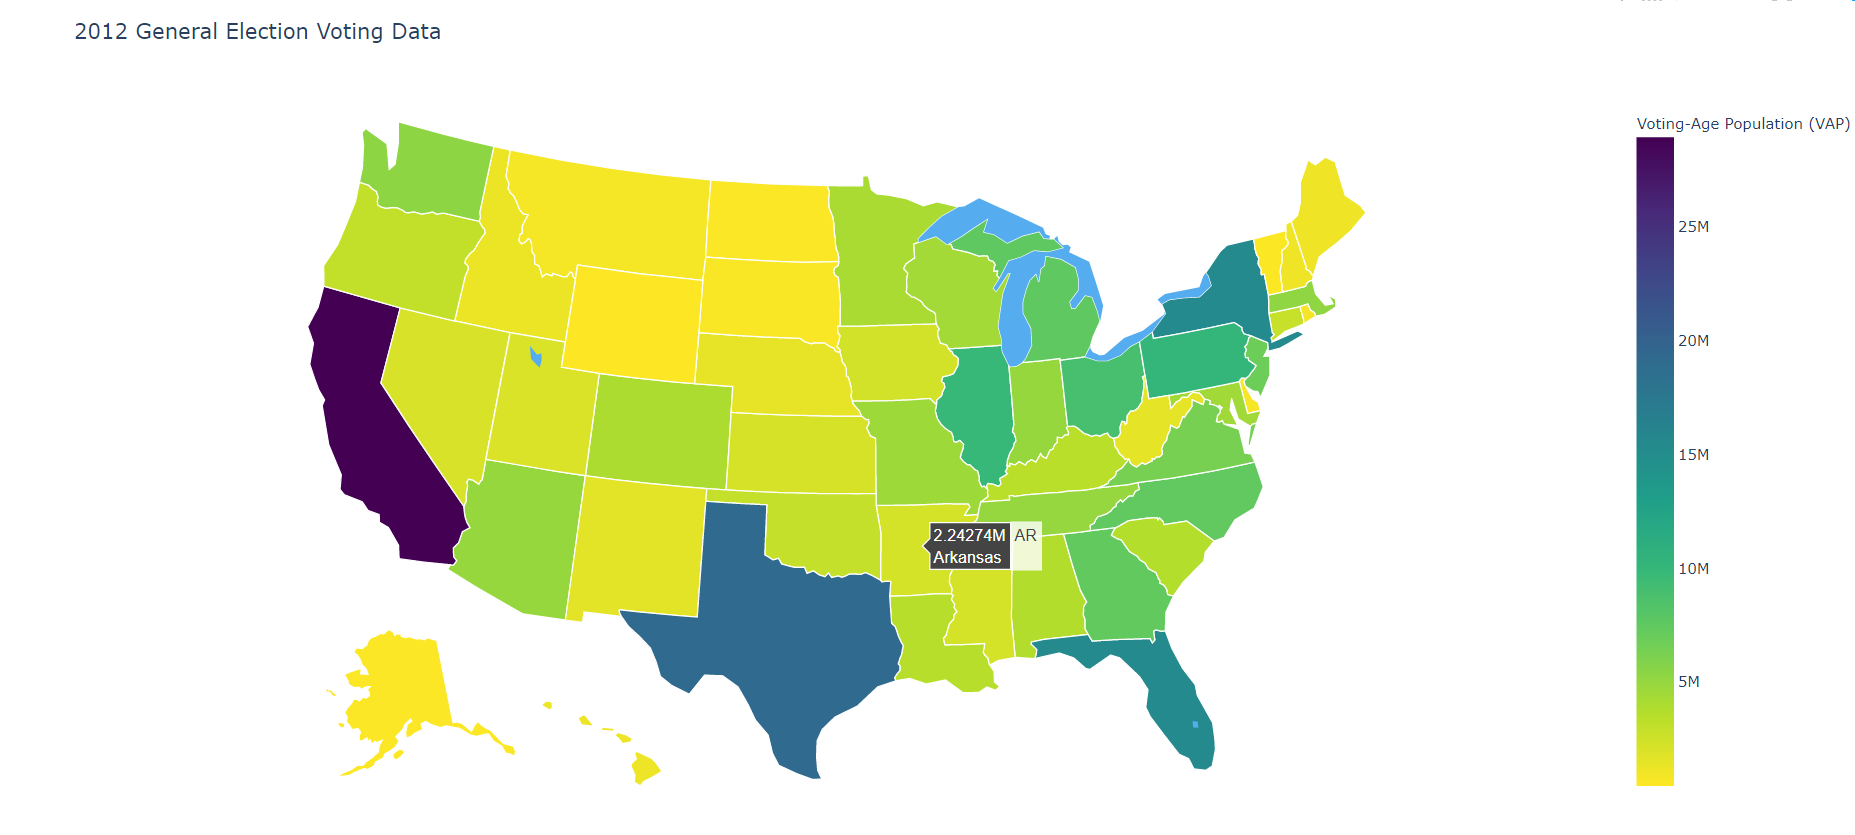 2012 General Election Voting Data
Voting-Age Population (VAP)
25M
20M
15M
10M
5M
2.24274M AR
Arkansas